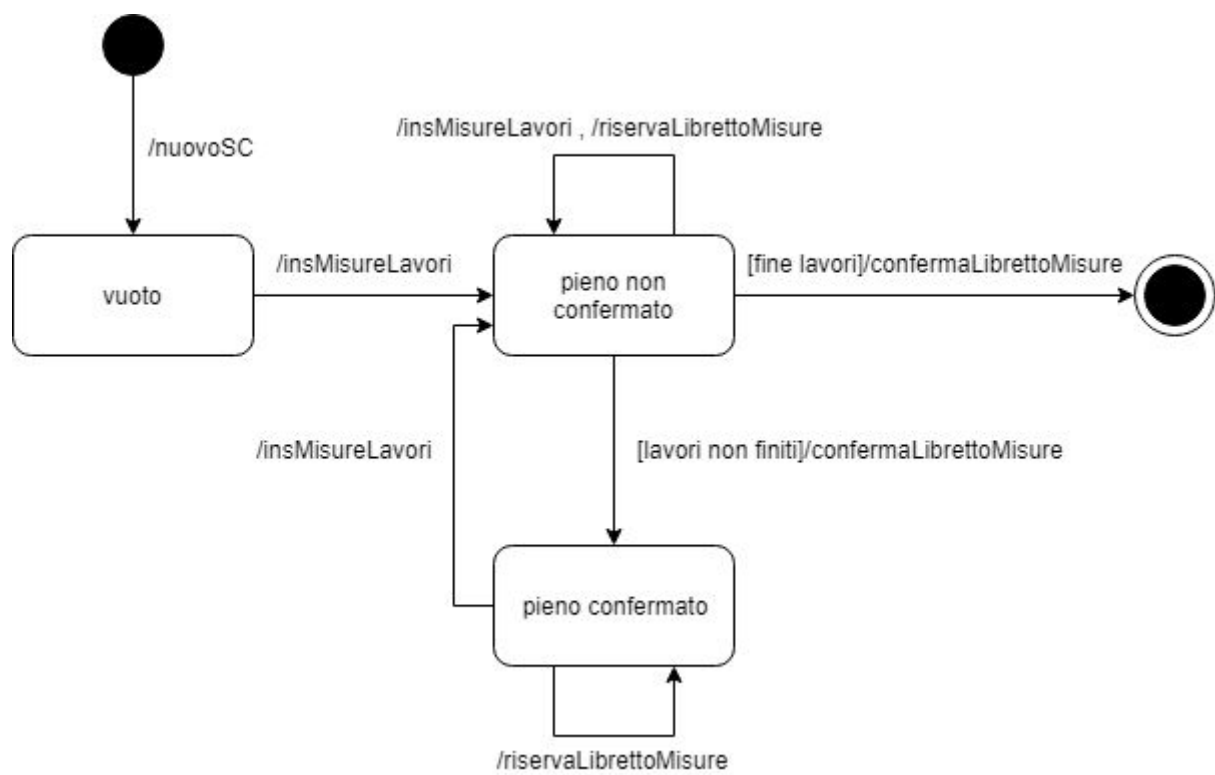 /insMisureLavori , /riservaLibrettoMisure
/nuovoSC
/insMisureLavori
[fine lavori]/confermaLibrettoMisure
vuoto
pieno non
confermato
/insMisureLavori
[lavori non finiti]/confermaLibrettoMisure
pieno confermato
/riservaLibrettoMisure